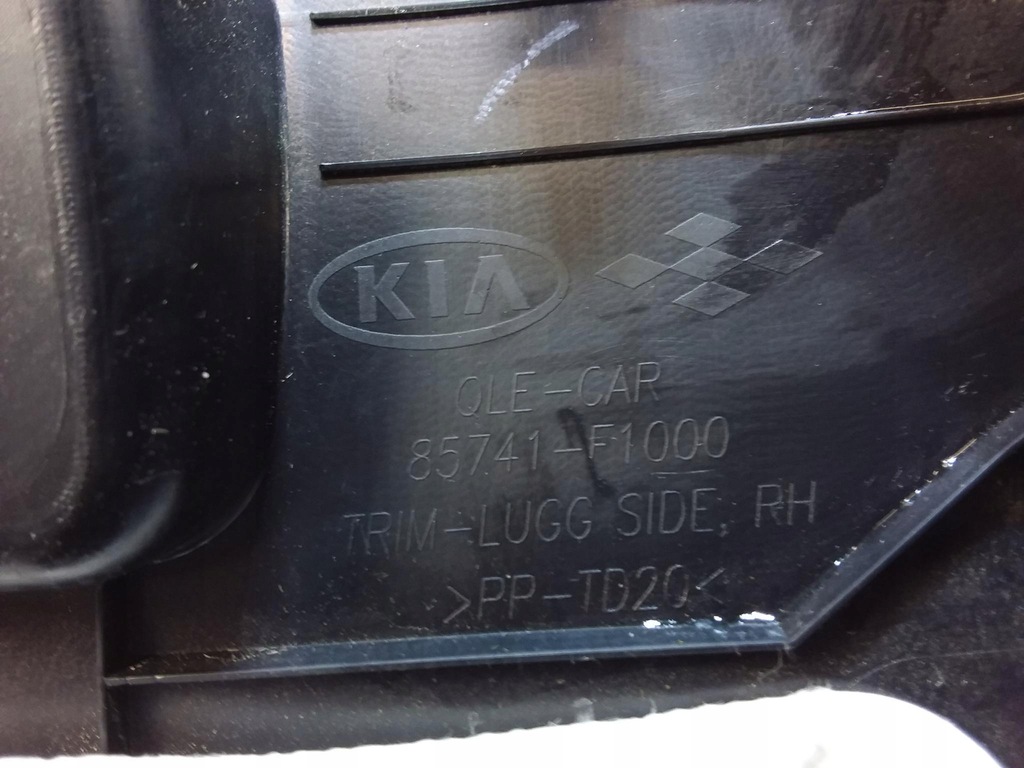 KIA
QLE-CAR
85741-F1000
TRIM-LUGG SIDE, RH
>PP-TD20<